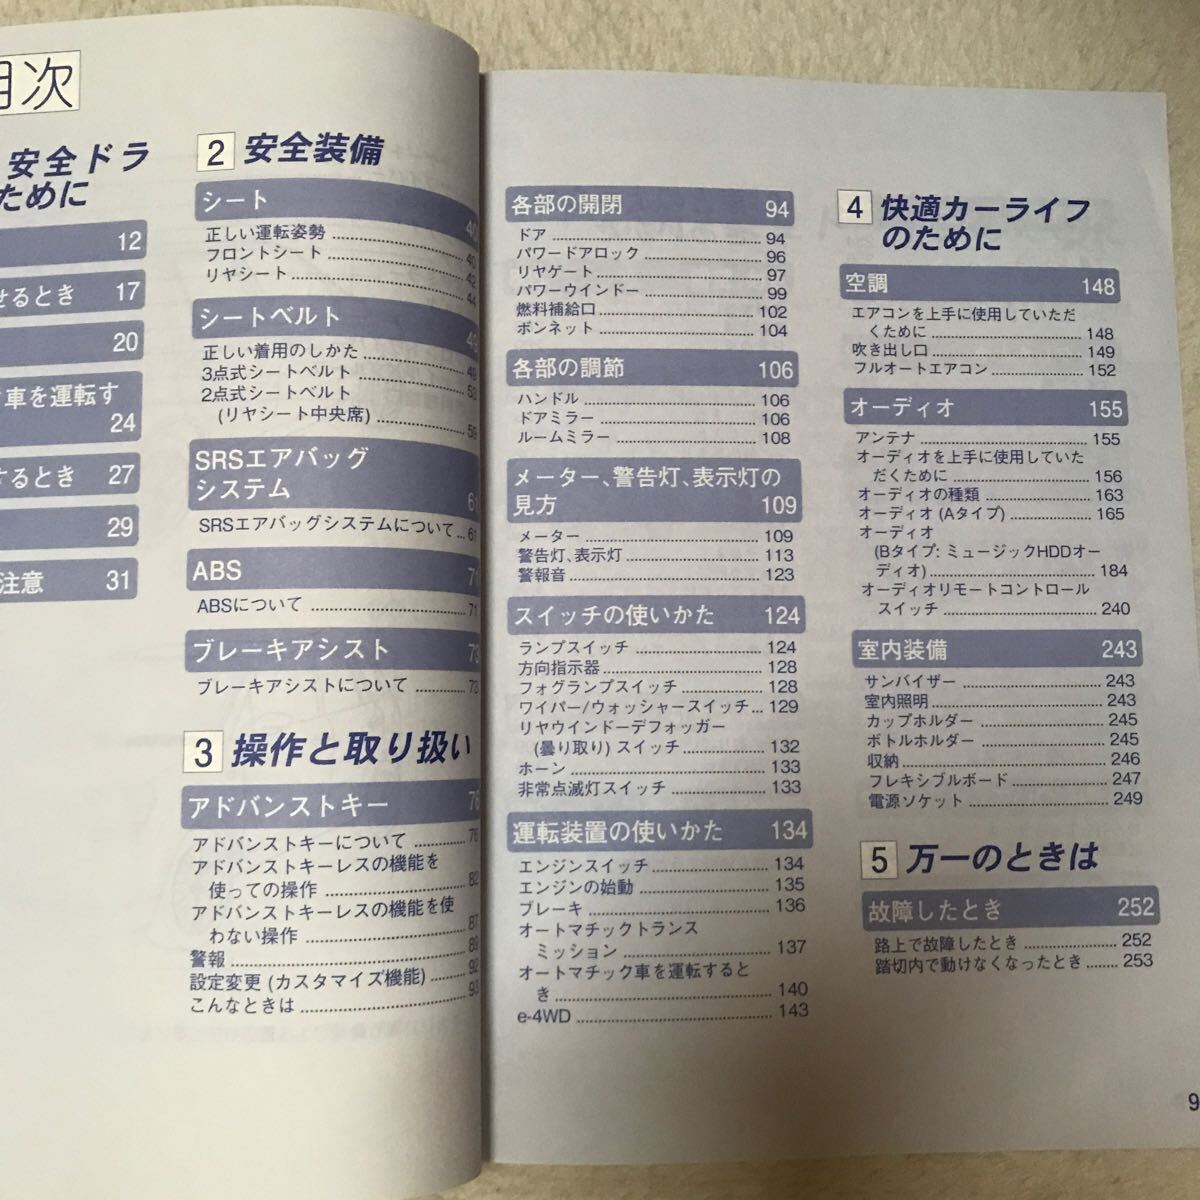 目次
安全ドラ
ために
12
せるとき 17
20
車を運転す
24
するとき 27
29
注意 31
2 安全装備
シート 40
正しい運転姿勢 40
フロントシート 42
リヤシート 44
シートベルト
正しい着用のしかた
3点式シートベルト
2点式シートベルト
(リヤシート中央席)
SRSエアバッグ
システム 61
SRSエアバッグシステムについて 61
ABS 71
ABSについて 71
ブレーキアシスト 73
ブレーキアシストについて 73
3 操作と取り扱い
アドバンストキー 76
アドバンストキーについて 76
アドバンストキーレスの機能を
使っての操作 82
アドバンストキーレスの機能を使
わない操作 87
警報 89
設定変更 (カスタマイズ機能) 92
こんなときは 93
各部の開閉 94
ドア 94
パワードアロック 96
リヤゲート 97
パワーウインドー 99
燃料補給口 102
ボンネット 104
各部の調節 106
ハンドル 106
ドアミラー 106
ルームミラー 108
メーター、警告灯、表示灯の
見方 109
メーター 109
警告灯、表示灯 113
警報音 123
スイッチの使いかた 124
ランプスイッチ 124
方向指示器 128
フォグランプスイッチ 128
ワイパー/ウォッシャースイッチ 129
リヤウインドーデフォッガー
(曇り取り) スイッチ 132
ホーン 133
非常点滅灯スイッチ 133
運転装置の使いかた 134
エンジンスイッチ 134
エンジンの始動 135
ブレーキ 136
オートマチックトランス
ミッション 137
オートマチック車を運転すると
き 140
e-4WD 143
4 快適カーライフ
のために
空調 148
エアコンを上手に使用していただ
くために 148
吹き出し口 149
フルオートエアコン 152
オーディオ 155
アンテナ 155
オーディオを上手に使用していた
だくために 156
オーディオの種類 163
オーディオ (Aタイプ) 165
オーディオ
(Bタイプ: ミュージックHDDオー
ディオ) 184
オーディオリモートコントロール
スイッチ 240
室内装備 243
サンバイザー 243
室内照明 243
カップホルダー 245
ボトルホルダー 245
収納 246
フレキシブルボード 247
電源ソケット 249
5 万一のときは
故障したとき 252
路上で故障したとき 252
踏切内で動けなくなったとき 253
9